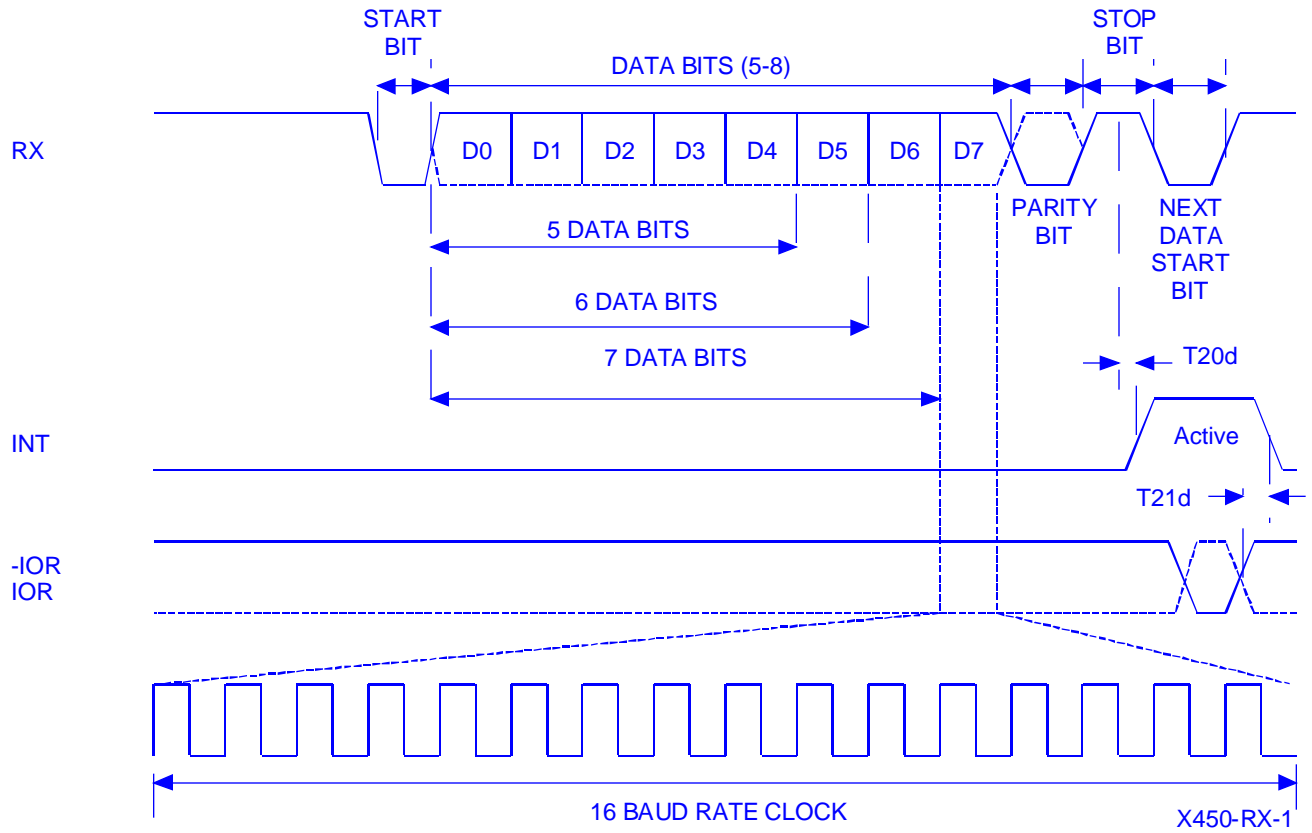 START
BIT
STOP
BIT
DATA BITS (5-8)
RX
D0 D1 D2 D3 D4 D5 D6 D7
PARITY
BIT
NEXT
DATA
START
BIT
5 DATA BITS
6 DATA BITS
7 DATA BITS
T20d
INT
Active
T21d
-IOR
IOR
16 BAUD RATE CLOCK
X450-RX-1